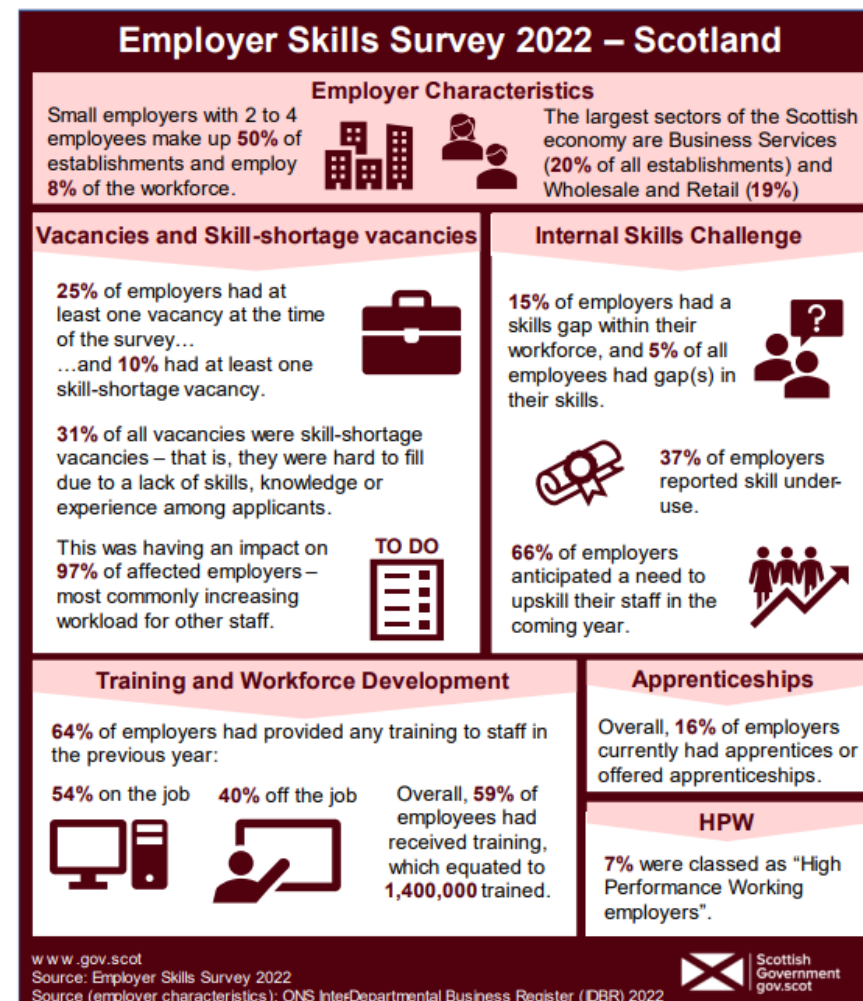 Employer Skills Survey 2022 – Scotland
Employer Characteristics
Small employers with 2 to 4
employees make up 50% of
establishments and employ
8% of the workforce.
The largest sectors of the Scottish
economy are Business Services
(20% of all establishments) and
Wholesale and Retail (19%)
Vacancies and Skill-shortage vacancies
25% of employers had at
least one vacancy at the time
of the survey…
…and 10% had at least one
skill-shortage vacancy.
31% of all vacancies were skill-shortage
vacancies – that is, they were hard to fill
due to a lack of skills, knowledge or
experience among applicants.
This was having an impact on
97% of affected employers –
most commonly increasing
workload for other staff.
TO DO
Internal Skills Challenge
15% of employers had a
skills gap within their
workforce, and 5% of all
employees had gap(s) in
their skills.
?
37% of employers
reported skill under-
use.
66% of employers
anticipated a need to
upskill their staff in the
coming year.
Training and Workforce Development
64% of employers had provided any training to staff in
the previous year:
54% on the job
40% off the job
Overall, 59% of
employees had
received training,
which equated to
1,400,000 trained.
Apprenticeships
Overall, 16% of employers
currently had apprentices or
offered apprenticeships.
HPW
7% were classed as “High
Performance Working
employers”.
www.gov.scot
Source: Employer Skills Survey 2022
Source (employer characteristics): ONS Inter-Departmental Business Register (IDBR) 2022
Scottish
Government
gov.scot